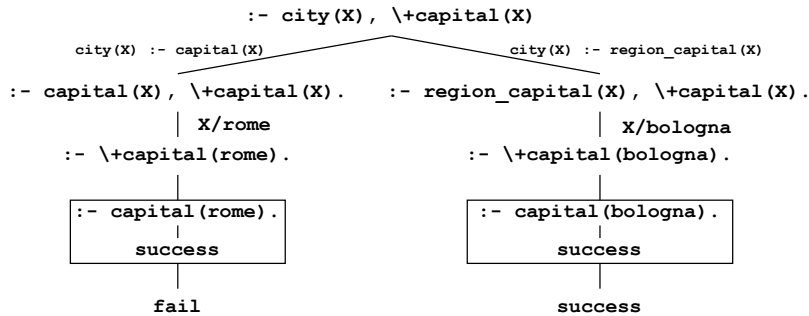 :- city(X), \+capital(X)
city(X) :- capital(X)
city(X) :- region_capital(X)
:- capital(X), \+capital(X).
:- region_capital(X), \+capital(X).
X/rome
X/bologna
:- \+capital(rome).
:- \+capital(bologna).
:- capital(rome).
:- capital(bologna).
success
success
fail
success